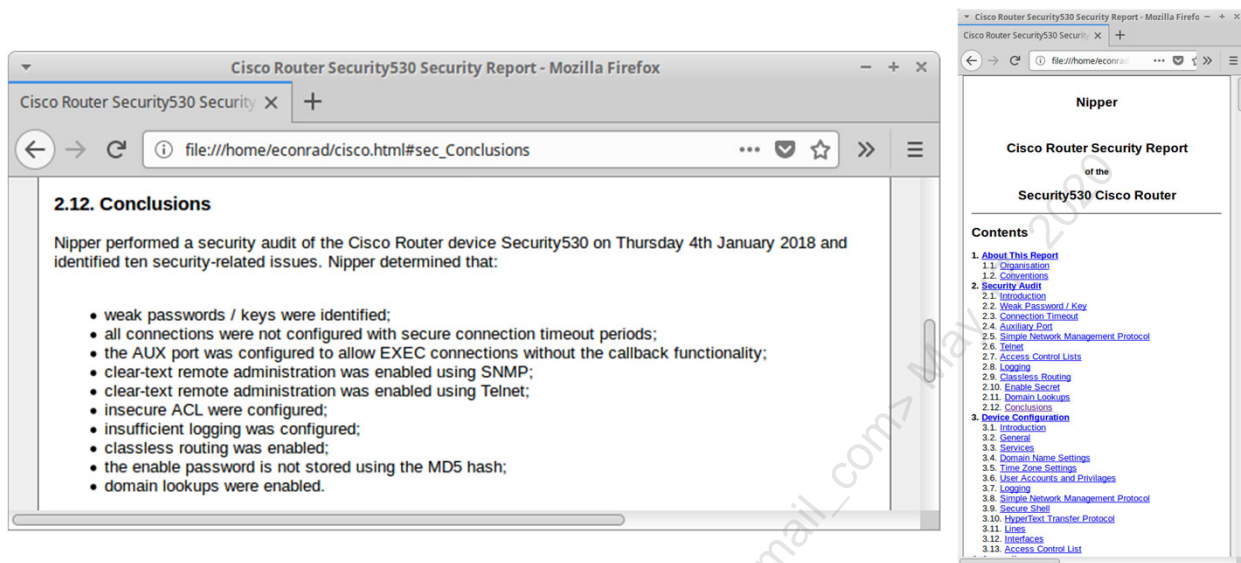 Cisco Router Security530 Security Report - Mozilla Firefox
Cisco Router Security530 Security
file:///home/econrad/cisco.html#sec_Conclusions
2.12. Conclusions
Nipper performed a security audit of the Cisco Router device Security530 on Thursday 4th January 2018 and
identified ten security-related issues. Nipper determined that:
• weak passwords / keys were identified;
• all connections were not configured with secure connection timeout periods;
• the AUX port was configured to allow EXEC connections without the callback functionality;
• clear-text remote administration was enabled using SNMP;
• clear-text remote administration was enabled using Telnet;
• insecure ACL were configured;
• insufficient logging was configured;
• classless routing was enabled;
• the enable password is not stored using the MD5 hash;
• domain lookups were enabled.
Cisco Router Security530 Security Report - Mozilla Firefo
Cisco Router Security530 Securit
file:///home/econrad
Nipper
Cisco Router Security Report
of the
Security530 Cisco Router
Contents
1. About This Report
1.1. Organisation
1.2. Conventions
2. Security Audit
2.1. Introduction
2.2. Weak Password / Key
2.3. Connection Timeout
2.4. Auxiliary Port
2.5. Simple Network Management Protocol
2.6. Telnet
2.7. Access Control Lists
2.8. Logging
2.9. Classless Routing
2.10. Enable Secret
2.11. Domain Lookups
2.12. Conclusions
3. Device Configuration
3.1. Introduction
3.2. General
3.3. Services
3.4. Domain Name Settings
3.5. Time Zone Settings
3.6. User Accounts and Privilages
3.7. Logging
3.8. Simple Network Management Protocol
3.9. Secure Shell
3.10. HyperText Transfer Protocol
3.11. Lines
3.12. Interfaces
3.13. Access Control List
mail_com> May 2020